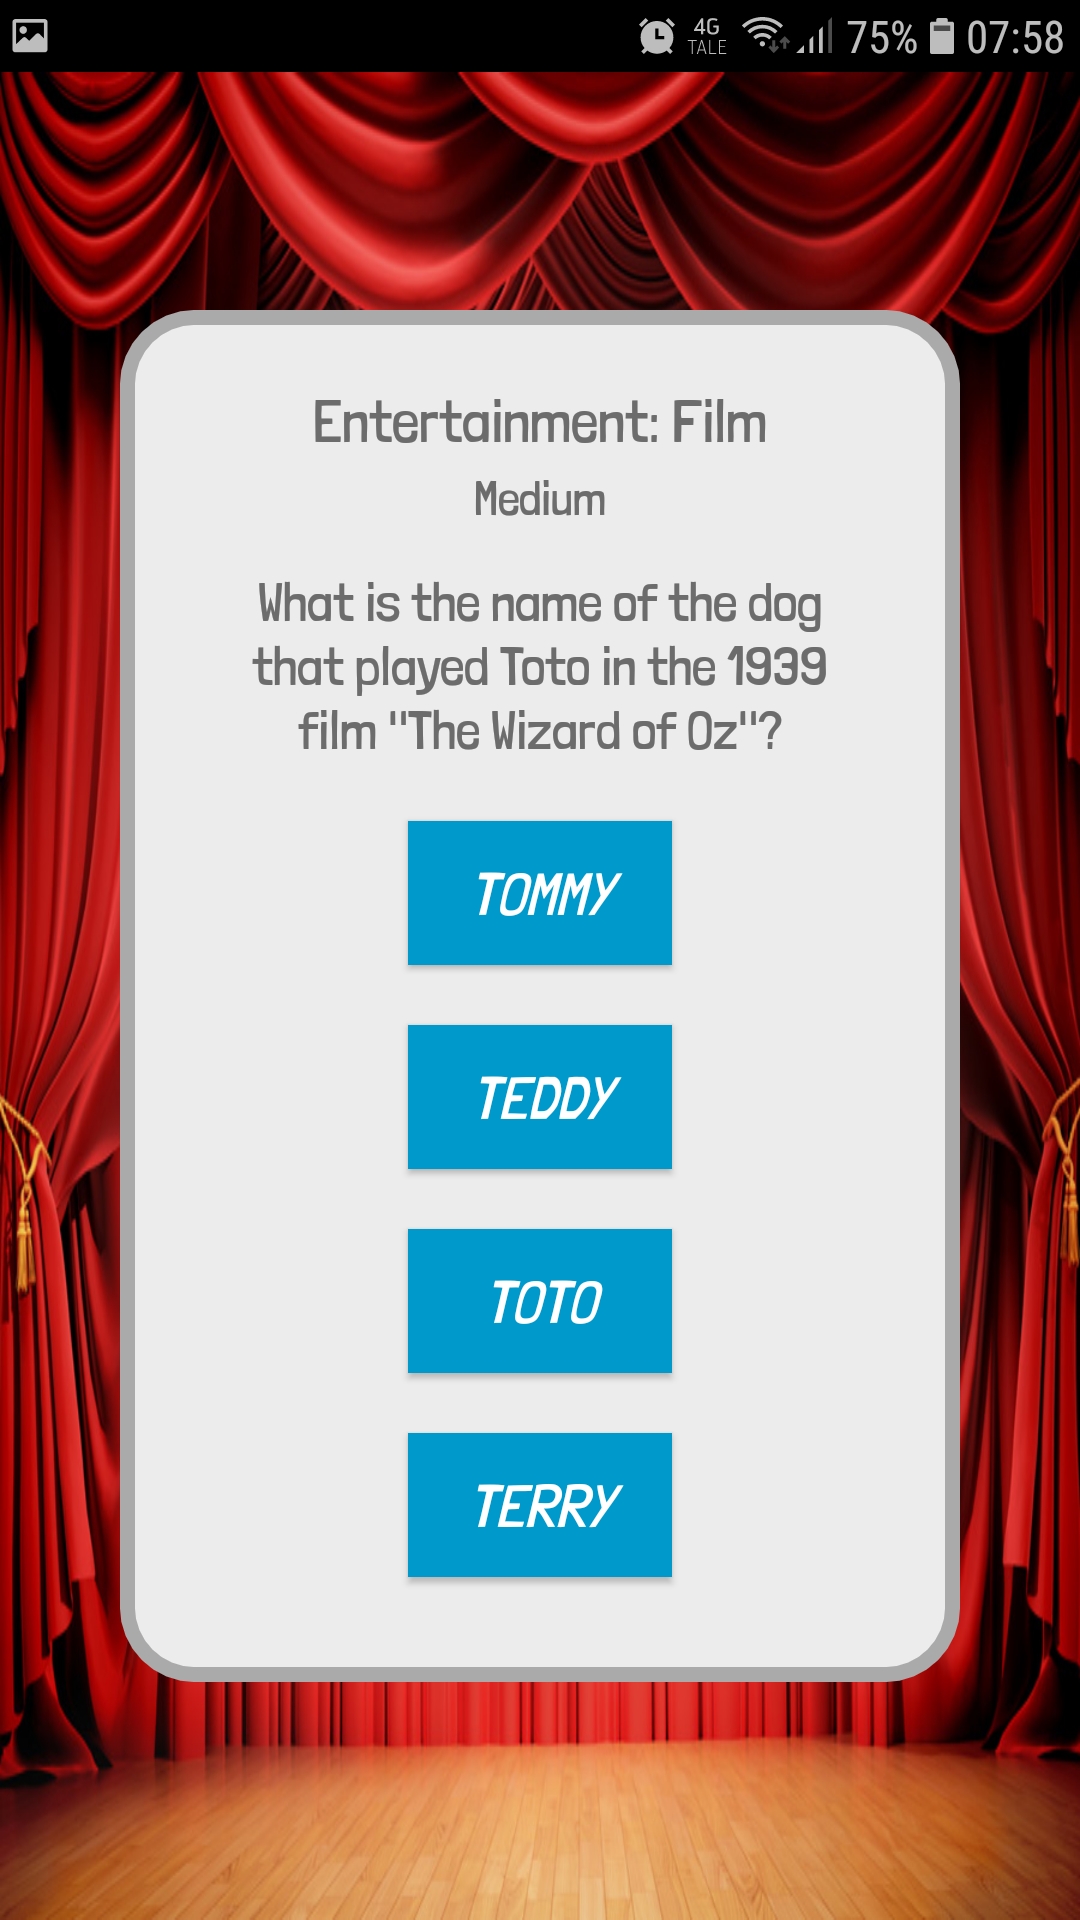 4G
TALE
75% 07:58
Entertainment: Film
Medium
What is the name of the dog
that played Toto in the 1939
film "The Wizard of Oz"?
TOMMY
TEDDY
TOTO
TERRY